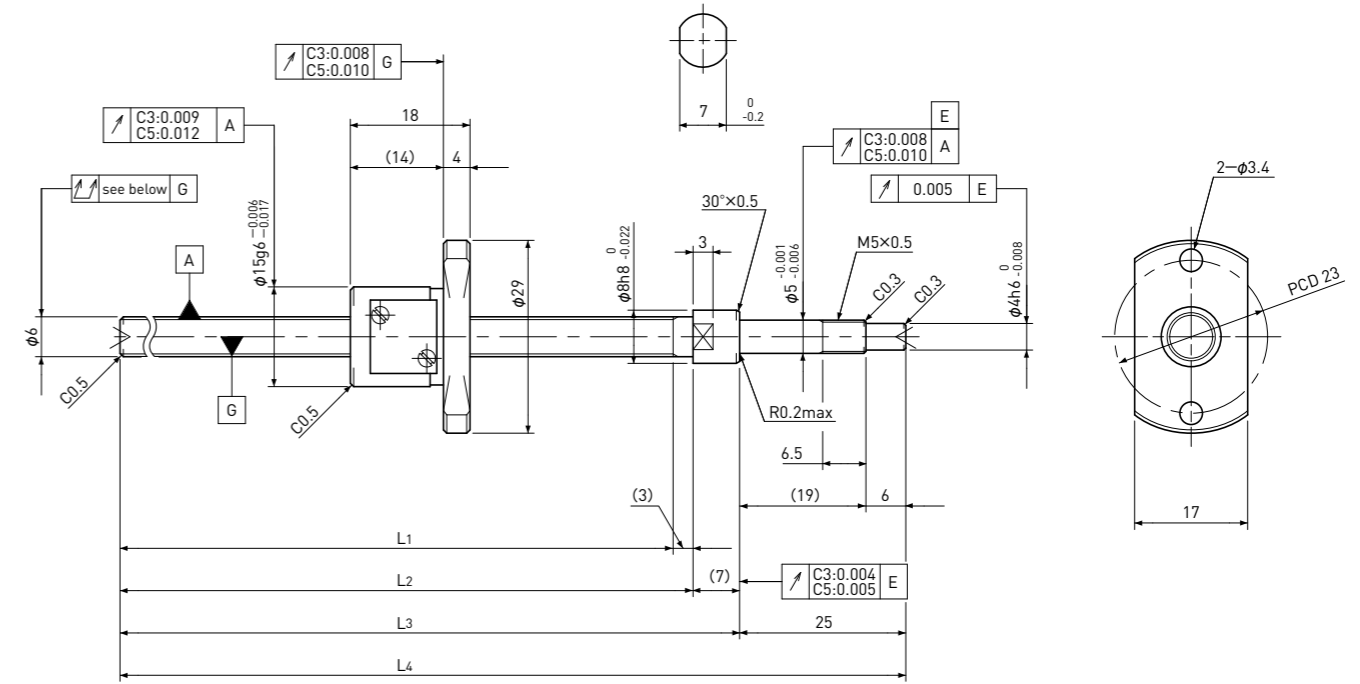 C3:0.008
C5:0.010
G
7
0
-0.2
C3:0.009
C5:0.012
A
18
(14)
4
E
C3:0.008
C5:0.010
A
2−φ3.4
see below
G
0.005
E
30°×0.5
φ15g6
-0.006
-0.017
A
φ29
φ8h8
0
-0.022
3
φ5
-0.001
-0.006
M5×0.5
C0.3
C0.3
φ4h6
0
-0.008
PCD 23
φ6
C0.5
G
C0.5
R0.2max
6.5
(3)
(19)
6
17
L1
L2
(7)
C3:0.004
C5:0.005
E
L3
25
L4